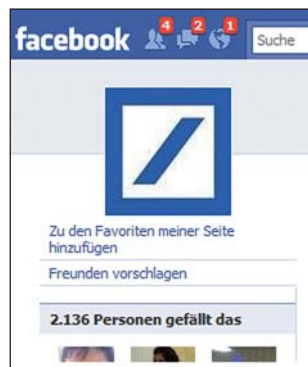 facebook 4 2 1 Suche
Zu den Favoriten meiner Seite
hinzufügen
Freunden vorschlagen
2.136 Personen gefällt das